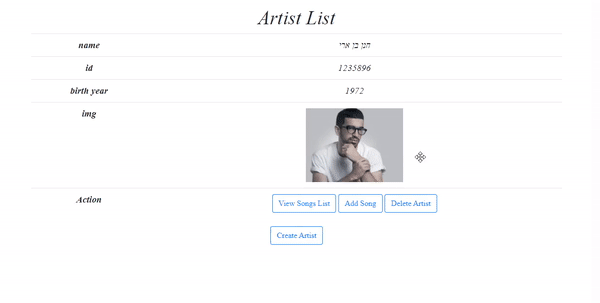 Artist List
name חנן בן ארי
id 1235896
birth year 1972
img
Action View Songs List Add Song Delete Artist
Create Artist